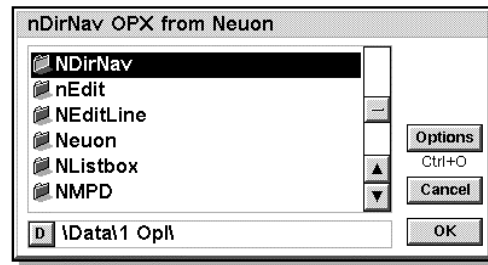 nDirNav OPX from Neuon
NDirNav
nEdit
NEditLine
Neuon
NListbox
NMPD
Options
Ctrl+O
Cancel
D \Data\1 Opl\
OK